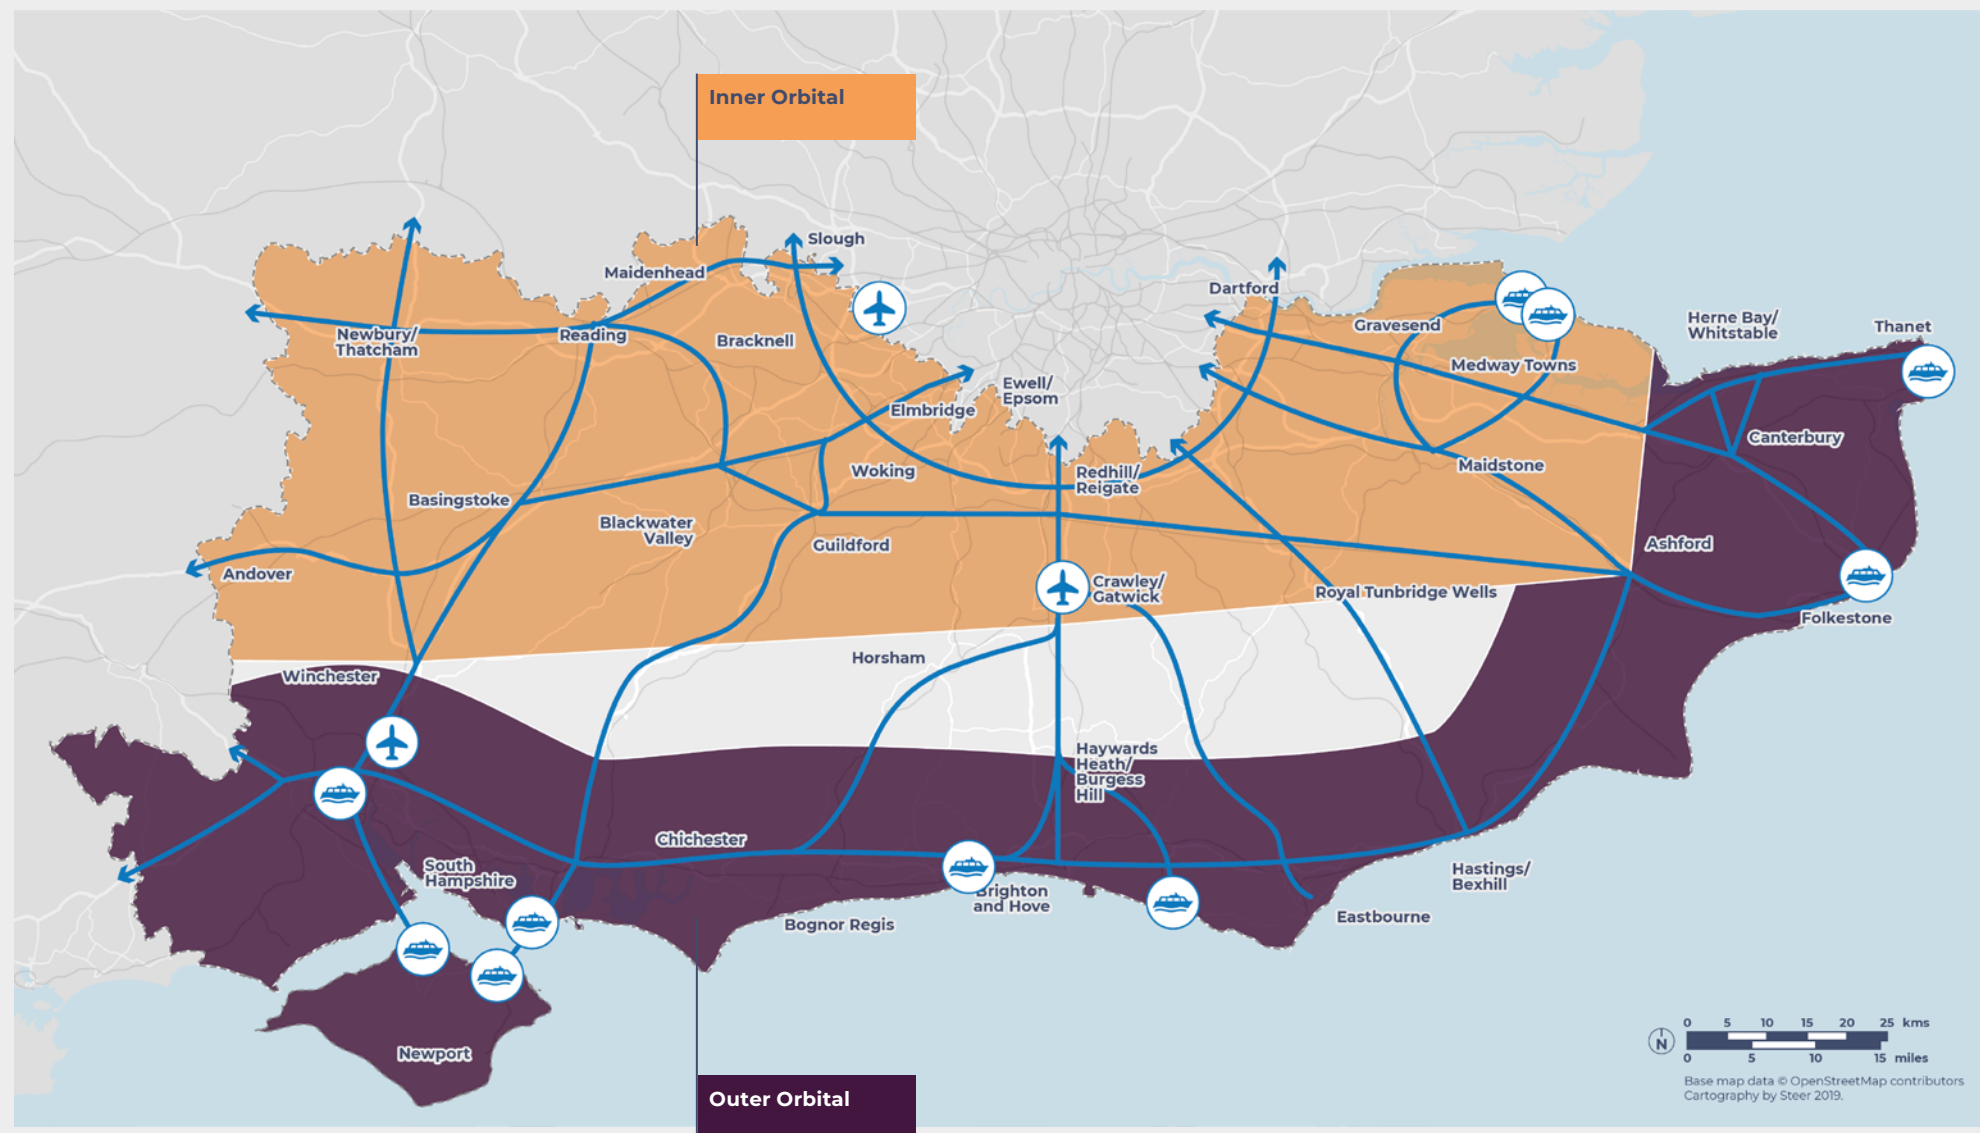 Inner Orbital
Slough
Maidenhead
Dartford
Gravesend
Herne Bay/
Whitstable
Thanet
Newbury/
Thatcham
Reading
Bracknell
Medway Towns
Ewell/
Epsom
Elmbridge
Canterbury
Woking
Redhill/
Reigate
Maidstone
Basingstoke
Blackwater
Valley
Guildford
Ashford
Andover
Crawley/
Gatwick
Royal Tunbridge Wells
Folkestone
Horsham
Winchester
Haywards
Heath/
Burgess
Hill
Chichester
South
Hampshire
Hastings/
Bexhill
Brighton
and Hove
Bognor Regis
Eastbourne
Newport
0 5 10 15 20 25 kms
N
0 5 10 15 miles
Base map data © OpenStreetMap contributors
Cartography by Steer 2019.
Outer Orbital